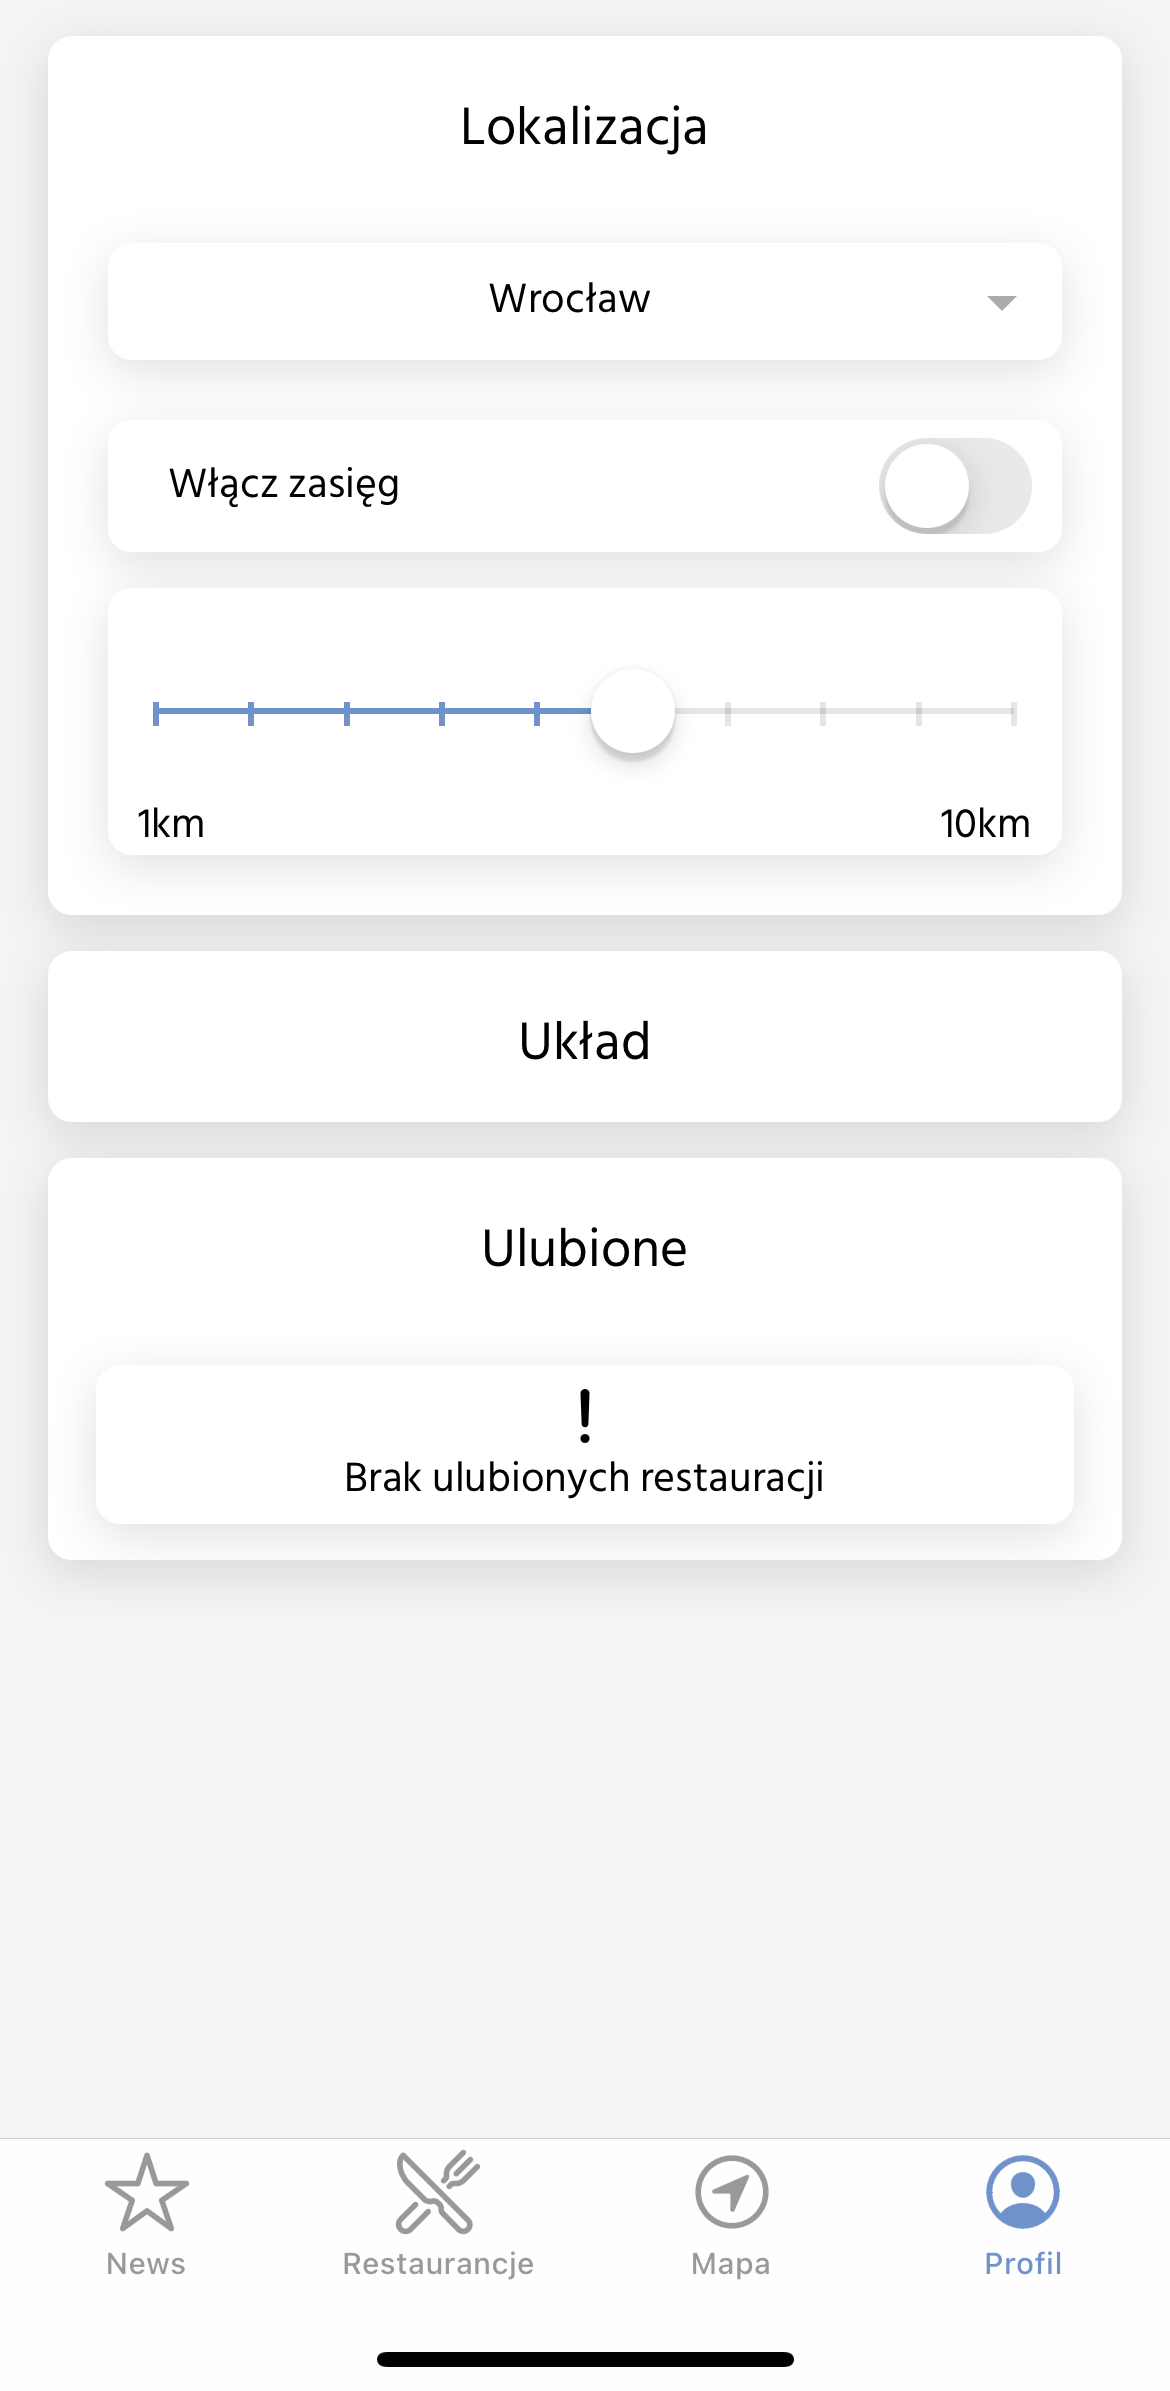 Lokalizacja
Wrocław
Włącz zasięg
1km
10km
Układ
Ulubione
!
Brak ulubionych restauracji
News
Restaurancje
Mapa
Profil